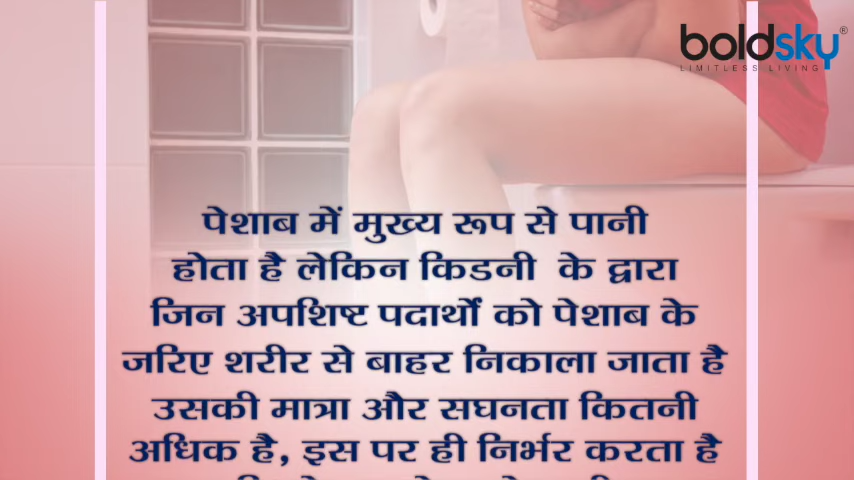 boldsky®
LIMITLESS LIVING
पेशाब में मुख्य रूप से पानी
होता है लेकिन किडनी के द्वारा
जिन अपशिष्ट पदार्थों को पेशाब के
जरिए शरीर से बाहर निकाला जाता है
उसकी मात्रा और सघनता कितनी
अधिक है, इस पर ही निर्भर करता है